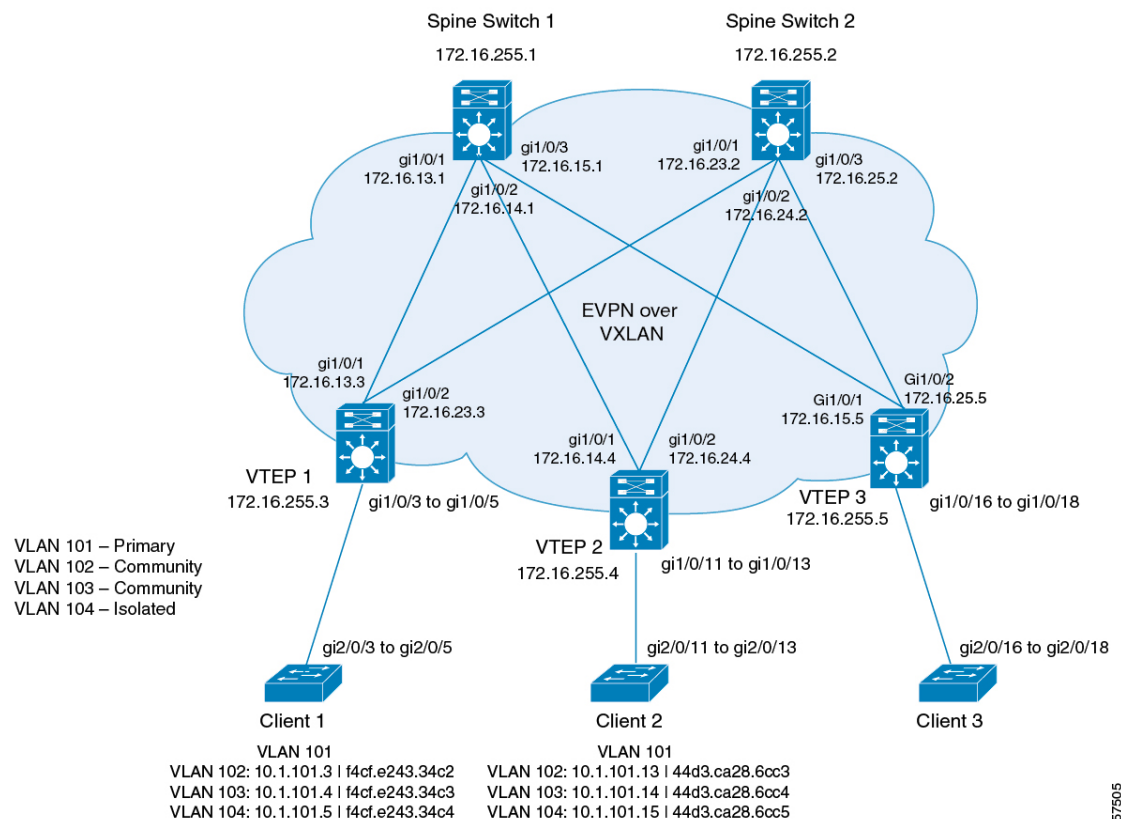 Spine Switch 1
172.16.255.1
Spine Switch 2
172.16.255.2
gi1/0/1
172.16.13.1
gi1/0/3
172.16.15.1
gi1/0/2
172.16.14.1
gi1/0/1
172.16.23.2
gi1/0/3
172.16.25.2
gi1/0/2
172.16.24.2
EVPN over
VXLAN
gi1/0/1
172.16.13.3
gi1/0/2
172.16.23.3
gi1/0/1
172.16.14.4
gi1/0/2
172.16.24.4
Gi1/0/1
172.16.15.5
Gi1/0/2
172.16.25.5
VTEP 1
172.16.255.3
gi1/0/3 to gi1/0/5
VTEP 2
172.16.255.4
gi1/0/11 to gi1/0/13
VTEP 3
172.16.255.5
gi1/0/16 to gi1/0/18
VLAN 101 – Primary
VLAN 102 – Community
VLAN 103 – Community
VLAN 104 – Isolated
gi2/0/3 to gi2/0/5
gi2/0/11 to gi2/0/13
gi2/0/16 to gi2/0/18
Client 1
Client 2
Client 3
VLAN 101
VLAN 102: 10.1.101.3 | f4cf.e243.34c2
VLAN 103: 10.1.101.4 | f4cf.e243.34c3
VLAN 104: 10.1.101.5 | f4cf.e243.34c4
VLAN 101
VLAN 102: 10.1.101.13 | 44d3.ca28.6cc3
VLAN 103: 10.1.101.14 | 44d3.ca28.6cc4
VLAN 104: 10.1.101.15 | 44d3.ca28.6cc5